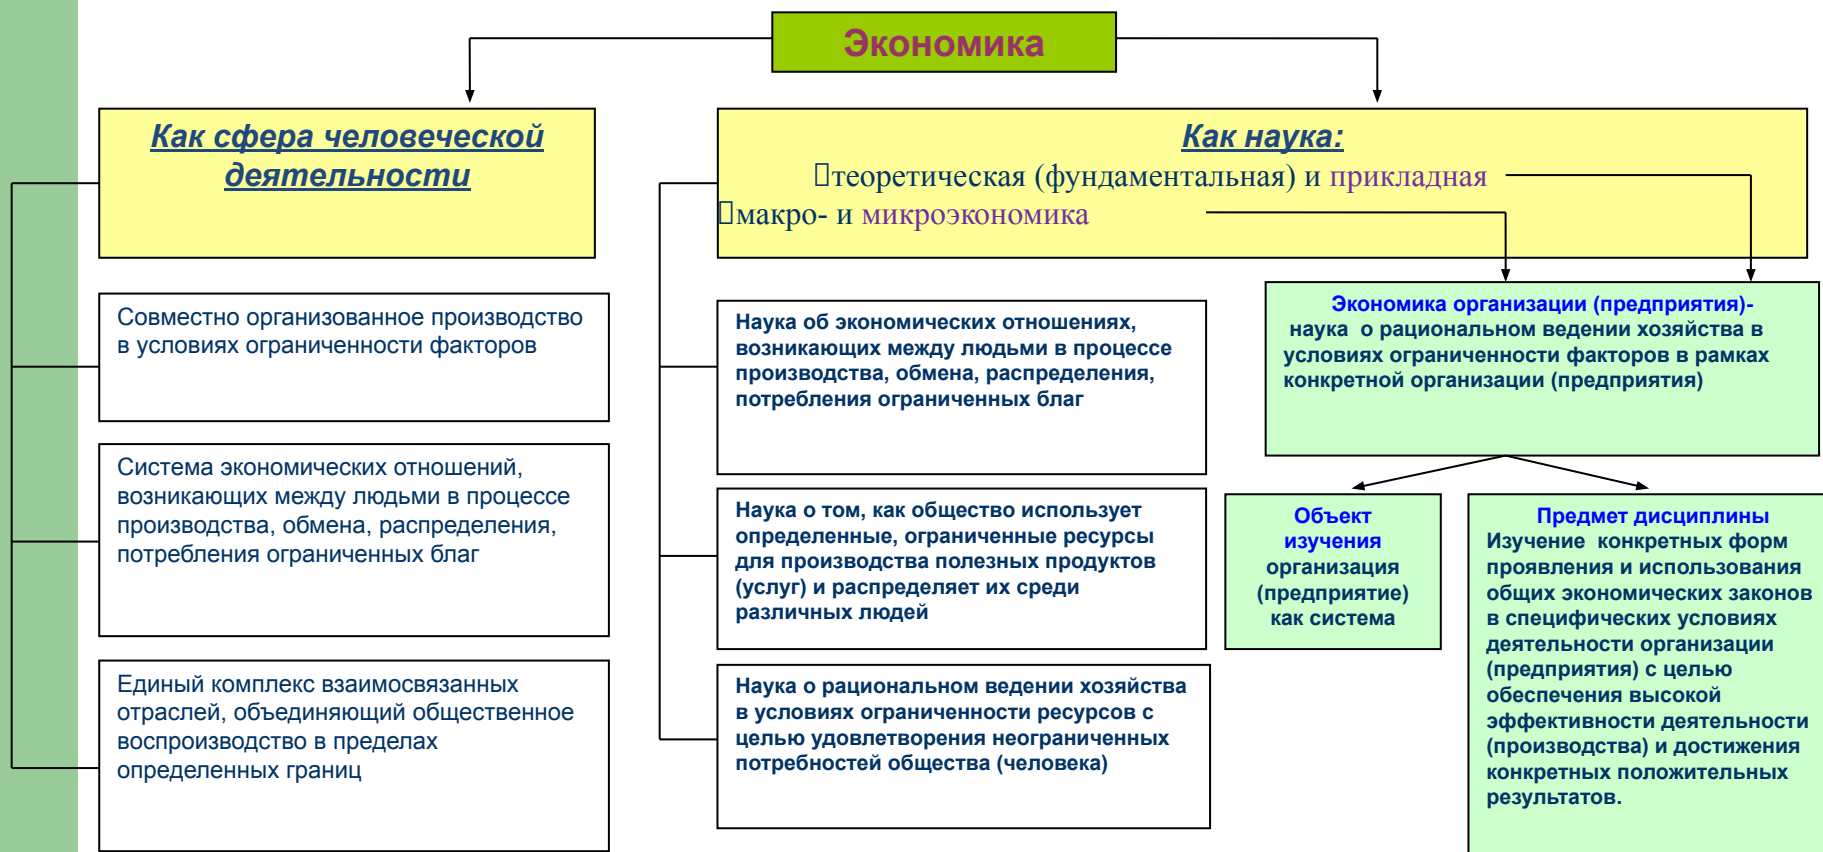 Экономика
Как сфера человеческой
деятельности
Совместно организованное производство
в условиях ограниченности факторов
Система экономических отношений,
возникающих между людьми в процессе
производства, обмена, распределения,
потребления ограниченных благ
Единый комплекс взаимосвязанных
отраслей, объединяющий общественное
воспроизводство в пределах
определенных границ
Как наука:
теоретическая (фундаментальная) и прикладная
макро- и микроэкономика
Наука об экономических отношениях,
возникающих между людьми в процессе
производства, обмена, распределения,
потребления ограниченных благ
Наука о том, как общество использует
определенные, ограниченные ресурсы
для производства полезных продуктов
(услуг) и распределяет их среди
различных людей
Наука о рациональном ведении хозяйства
в условиях ограниченности ресурсов с
целью удовлетворения неограниченных
потребностей общества (человека)
Экономика организации (предприятия)-
наука о рациональном ведении хозяйства в
условиях ограниченности факторов в рамках
конкретной организации (предприятия)
Объект
изучения
организация
(предприятие)
как система
Предмет дисциплины
Изучение конкретных форм
проявления и использования
общих экономических законов
в специфических условиях
деятельности организации
(предприятия) с целью
обеспечения высокой
эффективности деятельности
(производства) и достижения
конкретных положительных
результатов.